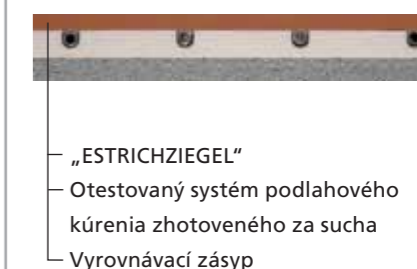 „ESTRICHZIEGEL“
Otestovaný systém podlahového
kúrenia zhotoveného za sucha
Vyrovnávací zásyp